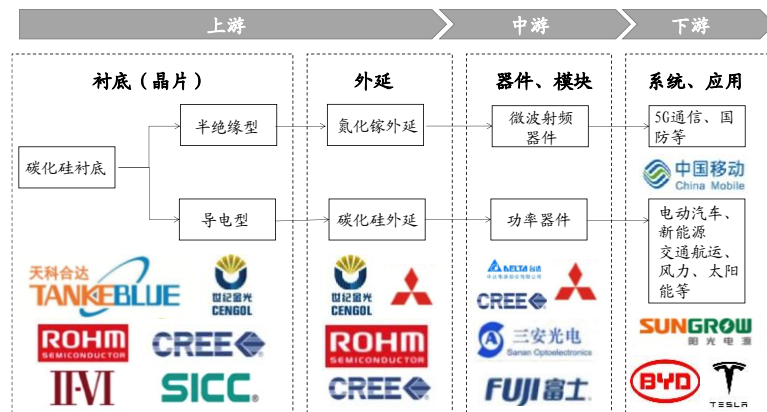 上游
中游
下游
衬底（晶片）
外延
器件、模块
系统、应用
碳化硅衬底
半绝缘型
氮化镓外延
微波射频
器件
5G通信、国
防等
中国移动
China Mobile
导电型
碳化硅外延
功率器件
电动汽车、
新能源
交通航运、
风力、太阳
能等
天科合达
TANKEBLUE
世纪金光
CENGOL
ROHM
SEMICONDUCTOR
CREE
II-VI
SICC
世纪金光
CENGOL
ROHM
SEMICONDUCTOR
CREE
DELTA 台达
CREE
三安光电
Sanan Optoelectronics
FUJI富士
SUNGROW
阳光电源
BYD
TESLA